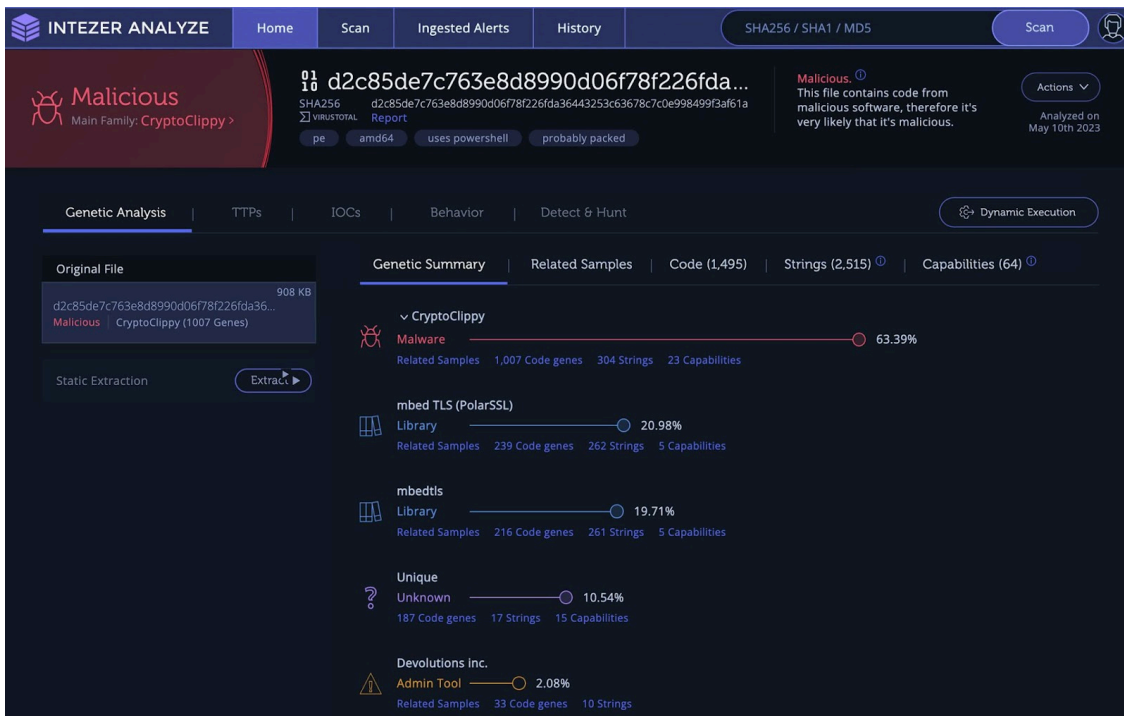 INTEZER ANALYZE Home Scan Ingested Alerts History SHA256 / SHA1 / MD5 Scan
Malicious
Main Family: CryptoClippy >
01
10 d2c85de7c763e8d8990d06f78f226fda...
SHA256 d2c85de7c763e8d8990d06f78f226fda36443253c63678c7c0e998499f3af61a
VIRUSTOTAL Report
pe amd64 uses powershell probably packed
Malicious.
This file contains code from
malicious software, therefore it's
very likely that it's malicious.
Actions
Analyzed on
May 10th 2023
Genetic Analysis | TTPs | IOCs | Behavior | Detect & Hunt Dynamic Execution
Original File
908 KB
d2c85de7c763e8d8990d06f78f226fda36...
Malicious | CryptoClippy (1007 Genes)
Static Extraction Extract
Genetic Summary | Related Samples | Code (1,495) | Strings (2,515) | Capabilities (64)
CryptoClippy
Malware 63.39%
Related Samples 1,007 Code genes 304 Strings 23 Capabilities
mbed TLS (PolarSSL)
Library 20.98%
Related Samples 239 Code genes 262 Strings 5 Capabilities
mbedtls
Library 19.71%
Related Samples 216 Code genes 261 Strings 5 Capabilities
Unique
Unknown 10.54%
187 Code genes 17 Strings 15 Capabilities
Devolutions inc.
Admin Tool 2.08%
Related Samples 33 Code genes 10 Strings